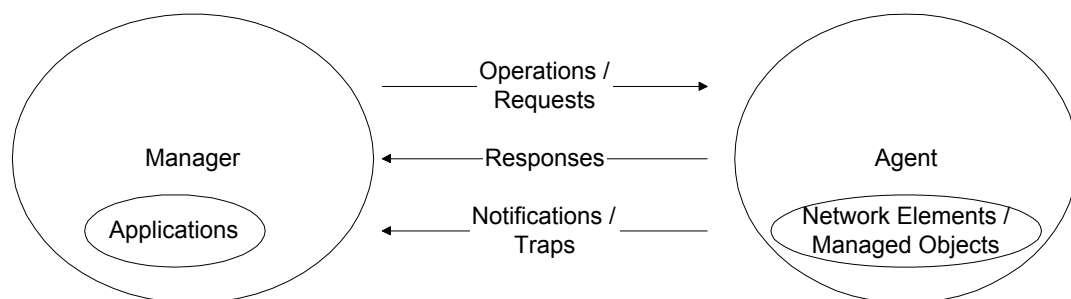 Operations /
Requests
Manager
Responses
Agent
Applications
Notifications /
Traps
Network Elements /
Managed Objects